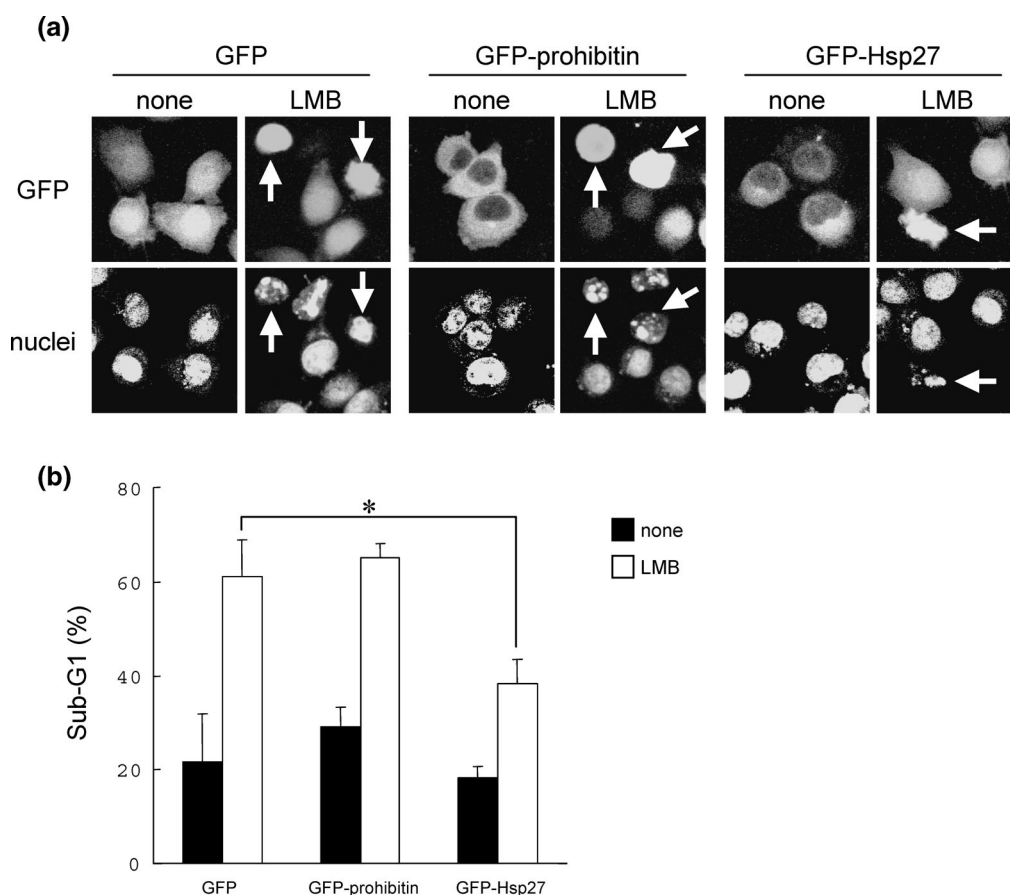 (a)
GFP GFP-prohibitin GFP-Hsp27
none LMB none LMB none LMB
GFP
nuclei
(b)
80
60
40
20
0
Sub-G1 (%)
*
none
LMB
GFP GFP-prohibitin GFP-Hsp27